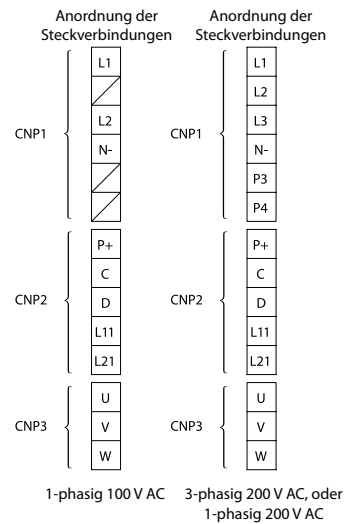 Anordnung der
Steckverbindungen
CNP1
L1
L2
N-
CNP2
P+
C
D
L11
L21
CNP3
U
V
W
1-phasig 100 V AC
Anordnung der
Steckverbindungen
CNP1
L1
L2
L3
N-
P3
P4
CNP2
P+
C
D
L11
L21
CNP3
U
V
W
3-phasig 200 V AC, oder
1-phasig 200 V AC